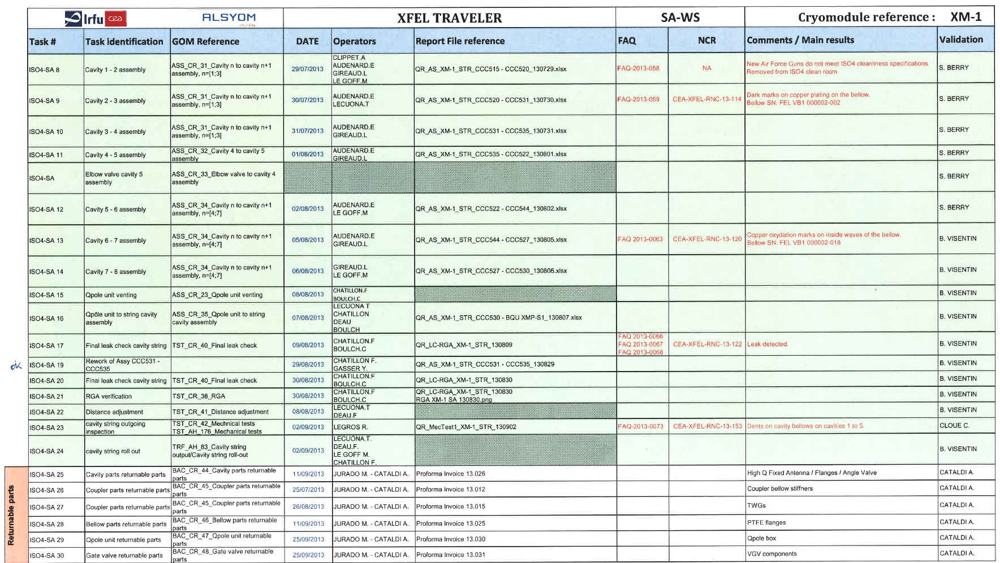 Irfu cea ALSYOM XFEL TRAVELER SA-WS Cryomodule reference : XM-1
Task # Task identification GOM Reference DATE Operators Report File reference FAQ NCR Comments / Main results Validation
ISO4-SA 8 Cavity 1 - 2 assembly ASS_CR_31_Cavity n to cavity n+1 assembly, n=[1;3] 29/07/2013 CLIPPET.A AUDENARD.E GIREAUD.L LE GOFF.M QR_AS_XM-1_STR_CCC515 - CCC520_130729.xlsx FAQ-2013-058 NA New Air Force Guns do not meet ISO4 cleanliness specifications. Removed from ISO4 clean room S. BERRY
ISO4-SA 9 Cavity 2 - 3 assembly ASS_CR_31_Cavity n to cavity n+1 assembly, n=[1;3] 30/07/2013 AUDENARD.E LECUONA.T QR_AS_XM-1_STR_CCC520 - CCC531_130730.xlsx FAQ-2013-059 CEA-XFEL-RNC-13-114 Dark marks on copper plating on the bellow. Bellow SN: FEL VB1 000002-002 S. BERRY
ISO4-SA 10 Cavity 3 - 4 assembly ASS_CR_31_Cavity n to cavity n+1 assembly, n=[1;3] 31/07/2013 AUDENARD.E GIREAUD.L QR_AS_XM-1_STR_CCC531 - CCC535_130731.xlsx S. BERRY
ISO4-SA 11 Cavity 4 - 5 assembly ASS_CR_32_Cavity 4 to cavity 5 assembly 01/08/2013 AUDENARD.E GIREAUD.L QR_AS_XM-1_STR_CCC535 - CCC522_130801.xlsx S. BERRY
ISO4-SA Elbow valve cavity 5 assembly ASS_CR_33_Elbow valve to cavity 4 assembly S. BERRY
ISO4-SA 12 Cavity 5 - 6 assembly ASS_CR_34_Cavity n to cavity n+1 assembly, n=[4;7] 02/08/2013 AUDENARD.E LE GOFF.M QR_AS_XM-1_STR_CCC522 - CCC544_130802.xlsx S. BERRY
ISO4-SA 13 Cavity 6 - 7 assembly ASS_CR_34_Cavity n to cavity n+1 assembly, n=[4;7] 05/08/2013 AUDENARD.E GIREAUD.L QR_AS_XM-1_STR_CCC544 - CCC527_130805.xlsx FAQ 2013-0063 CEA-XFEL-RNC-13-120 Copper oxydation marks on inside waves of the bellow. Bellow SN: FEL VB1 000002-018 B. VISENTIN
ISO4-SA 14 Cavity 7 - 8 assembly ASS_CR_34_Cavity n to cavity n+1 assembly, n=[4;7] 06/08/2013 GIREAUD.L LE GOFF.M QR_AS_XM-1_STR_CCC527 - CCC530_130806.xlsx B. VISENTIN
ISO4-SA 15 Qpole unit venting ASS_CR_23_Qpole unit venting 08/08/2013 CHATILLON.F BOULCH.C B. VISENTIN
ISO4-SA 16 Qpôle unit to string cavity assembly ASS_CR_35_Qpole unit to string cavity assembly 07/08/2013 LECUONA T CHATILLON DEAU BOULCH QR_AS_XM-1_STR_CCC530 - BQU XMP-S1_130807.xlsx B. VISENTIN
ISO4-SA 17 Final leak check cavity string TST_CR_40_Final leak check 09/08/2013 CHATILLON.F BOULCH.C QR_LC-RGA_XM-1_STR_130809 FAQ 2013-0066 FAQ 2013-0067 FAQ 2013-0068 CEA-XFEL-RNC-13-122 Leak detected. B. VISENTIN
ok ISO4-SA 19 Rework of Assy CCC531 - CCC535 29/08/2013 CHATILLON F. GASSER Y. QR_AS_XM-1_STR_CCC531 - CCC535_130829 B. VISENTIN
ISO4-SA 20 Final leak check cavity string TST_CR_40_Final leak check 30/08/2013 CHATILLON.F BOULCH.C QR_LC-RGA_XM-1_STR_130830 B. VISENTIN
ISO4-SA 21 RGA verification TST_CR_38_RGA 30/08/2013 CHATILLON.F BOULCH.C QR_LC-RGA_XM-1_STR_130830 RGA XM-1 SA 130830.png B. VISENTIN
ISO4-SA 22 Distance adjustment TST_CR_41_Distance adjustment 08/08/2013 LECUONA.T DEAU.F B. VISENTIN
ISO4-SA 23 cavity string outgoing inspection TST_CR_42_Mechnical tests TST_AH_176_Mechanical tests 02/09/2013 LEGROS R. QR_MecTest1_XM-1_STR_130902 FAQ-2013-0073 CEA-XFEL-RNC-13-153 Dents on cavity bellows on cavities 1 to 5. CLOUE C.
ISO4-SA 24 cavity string roll out TRF_AH_83_Cavity string output/Cavity string roll-out 02/09/2013 LECUONA.T. DEAU.F. LE GOFF M. CHATILLON F. B. VISENTIN
Returnable parts
ISO4-SA 25 Cavity parts returnable parts BAC_CR_44_Cavity parts returnable parts 11/09/2013 JURADO M. - CATALDI A. Proforma Invoice 13.026 High Q Fixed Antenna / Flanges / Angle Valve CATALDI A.
ISO4-SA 26 Coupler parts returnable parts BAC_CR_45_Coupler parts returnable parts 25/07/2013 JURADO M. - CATALDI A. Proforma Invoice 13.012 Coupler bellow stiffners CATALDI A.
ISO4-SA 27 Coupler parts returnable parts BAC_CR_45_Coupler parts returnable parts 26/08/2013 JURADO M. - CATALDI A. Proforma Invoice 13.015 TWGs CATALDI A.
ISO4-SA 28 Bellow parts returnable parts BAC_CR_46_Bellow parts returnable parts 11/09/2013 JURADO M. - CATALDI A. Proforma Invoice 13.025 PTFE flanges CATALDI A.
ISO4-SA 29 Qpole unit returnable parts BAC_CR_47_Qpole unit returnable parts 25/09/2013 JURADO M. - CATALDI A. Proforma Invoice 13.030 Qpole box CATALDI A.
ISO4-SA 30 Gate valve returnable parts BAC_CR_48_Gate valve returnable parts 25/09/2013 JURADO M. - CATALDI A. Proforma Invoice 13.031 VGV components CATALDI A.